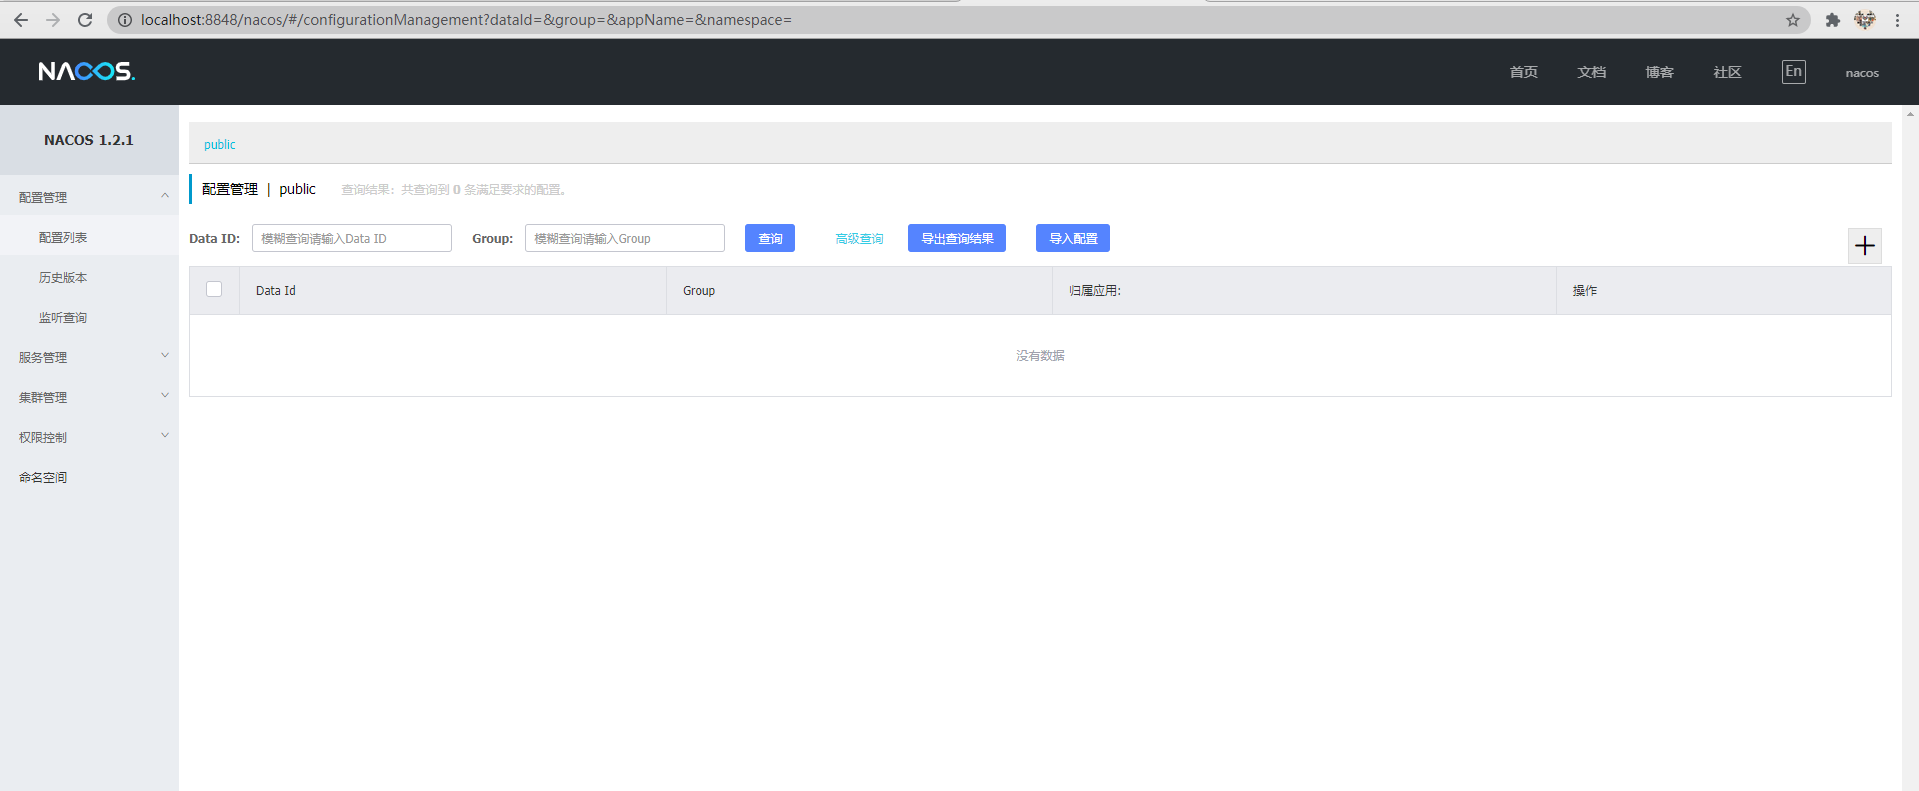 localhost:8848/nacos/#/configurationManagement?dataId=&group=&appName=&namespace=
NACOS.
首页 文档 博客 社区 En nacos
NACOS 1.2.1
配置管理
配置列表
历史版本
监听查询
服务管理
集群管理
权限控制
命名空间
public
配置管理 | public 查询结果：共查询到 0 条满足要求的配置。
Data ID: 模糊查询请输入Data ID Group: 模糊查询请输入Group 查询 高级查询 导出查询结果 导入配置
Data Id Group 归属应用: 操作
没有数据